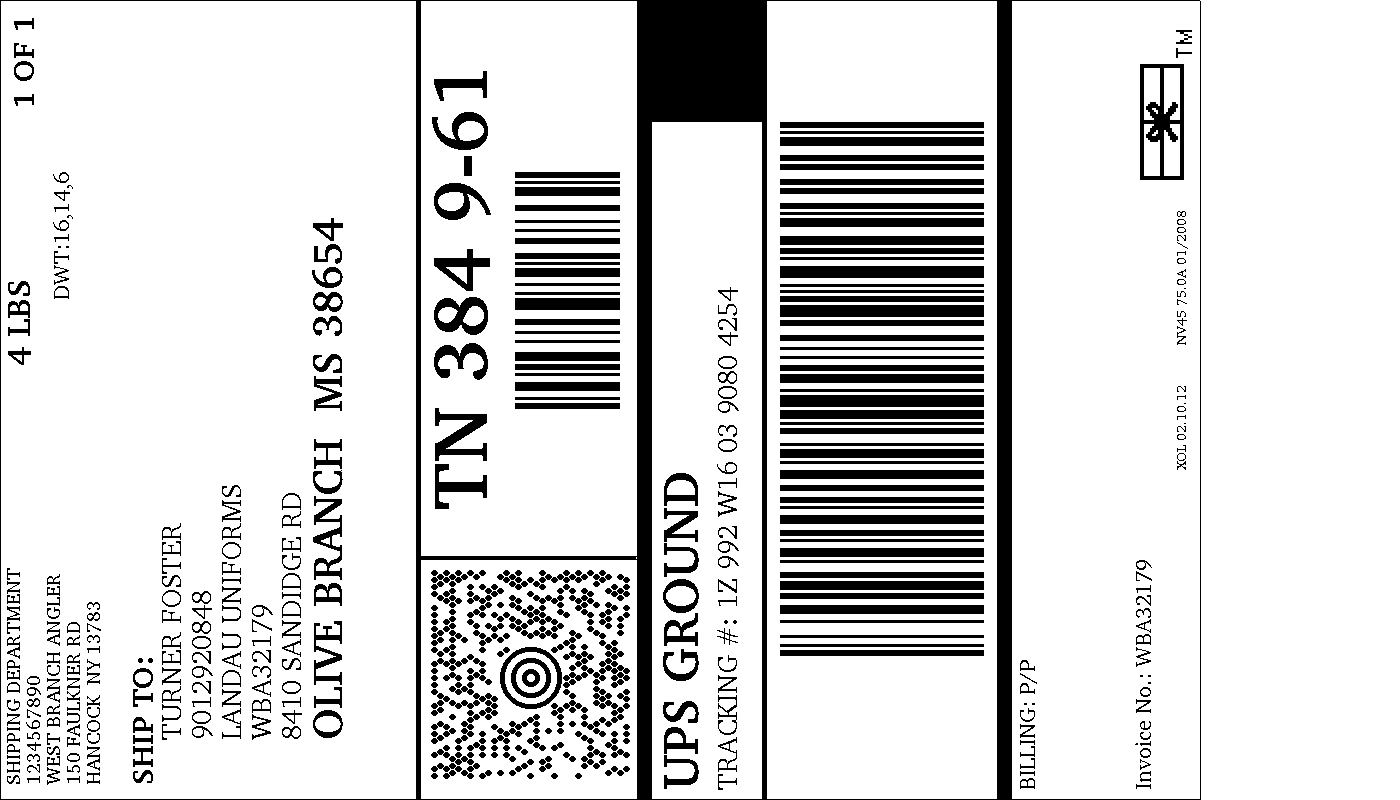 SHIPPING DEPARTMENT
1234567890
WEST BRANCH ANGLER
150 FAULKNER RD
HANCOCK NY 13783
4 LBS
1 OF 1
DWT:16,14,6
SHIP TO:
TURNER FOSTER
9012920848
LANDAU UNIFORMS
WBA32179
8410 SANDIDGE RD
OLIVE BRANCH MS 38654
TN 384 9-61
UPS GROUND
TRACKING #: 1Z 992 W16 03 9080 4254
BILLING: P/P
Invoice No.: WBA32179
XOL 02.10.12 NV45 75.0A 01/2008
TM